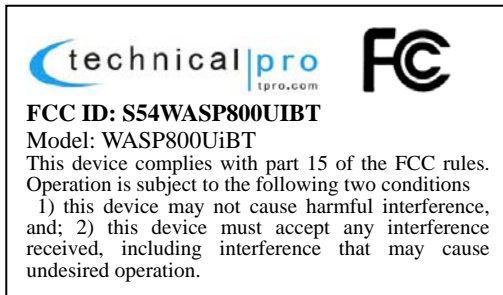 technical|pro
tpro.com
FC
FCC ID: S54WASP800UIBT
Model: WASP800UiBT
This device complies with part 15 of the FCC rules.
Operation is subject to the following two conditions
1) this device may not cause harmful interference,
and; 2) this device must accept any interference
received, including interference that may cause
undesired operation.